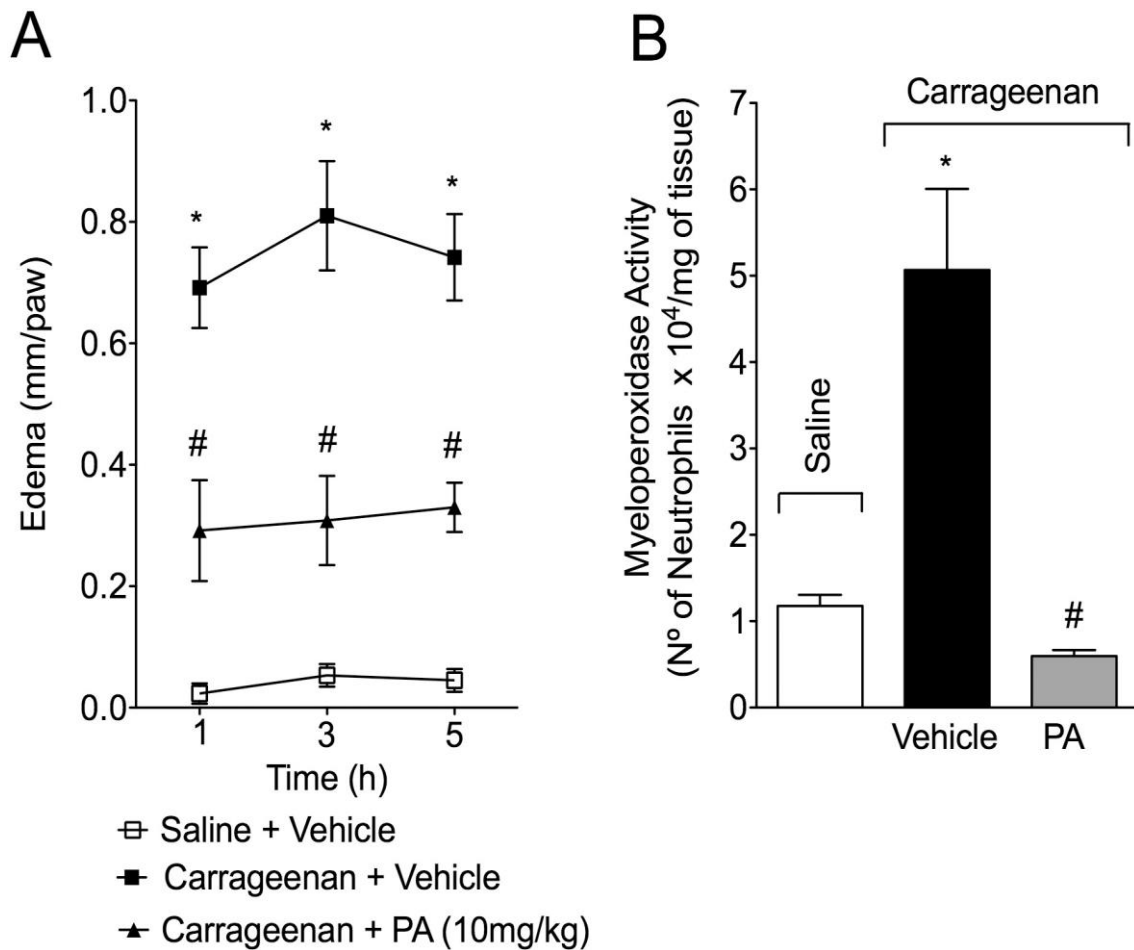 A
Edema (mm/paw)
1.0
0.8
0.6
0.4
0.2
0.0
*
*
*
#
#
#
1 3 5
Time (h)
Saline + Vehicle
Carrageenan + Vehicle
Carrageenan + PA (10mg/kg)
B
Myeloperoxidase Activity
(Nº of Neutrophils x 10⁴/mg of tissue)
7
6
5
4
3
2
1
0
Carrageenan
Saline
*
#
Vehicle PA